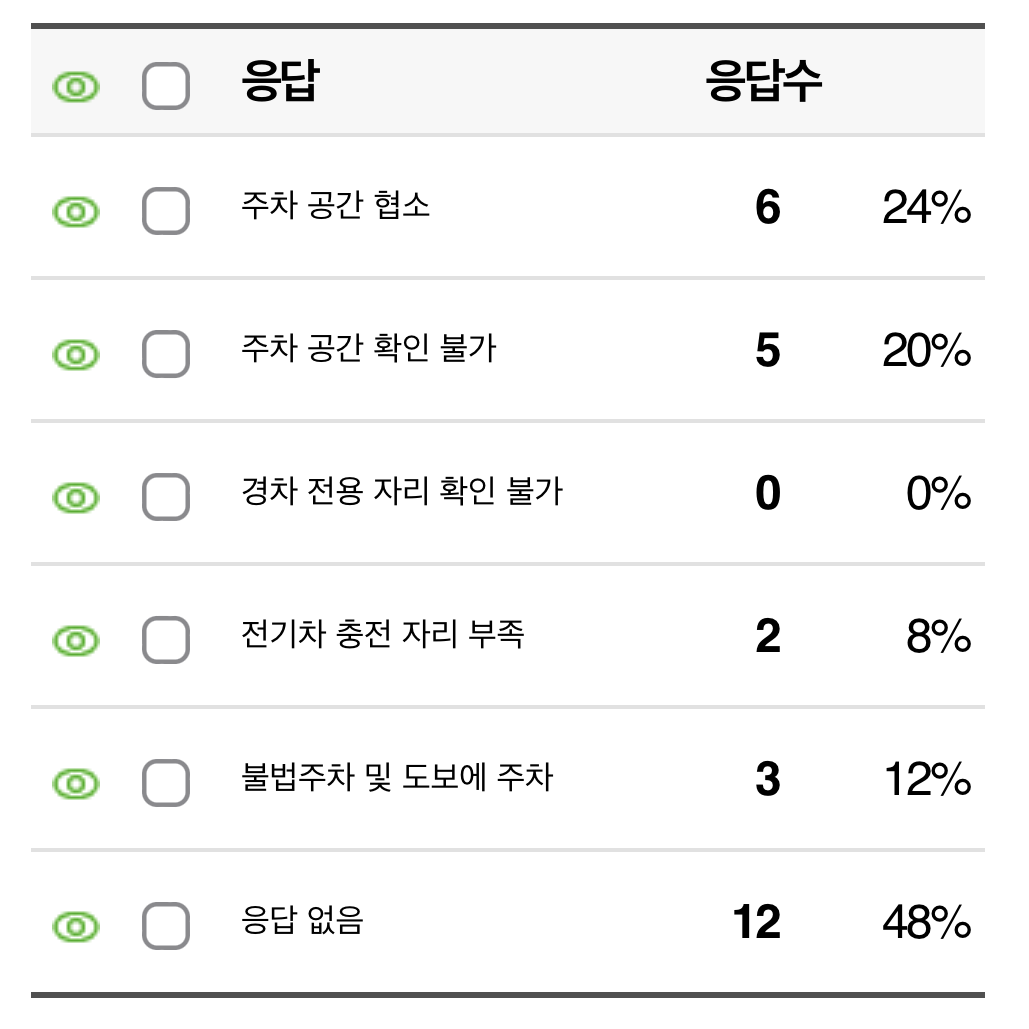 응답 응답수
주차 공간 협소 6 24%
주차 공간 확인 불가 5 20%
경차 전용 자리 확인 불가 0 0%
전기차 충전 자리 부족 2 8%
불법주차 및 도보에 주차 3 12%
응답 없음 12 48%